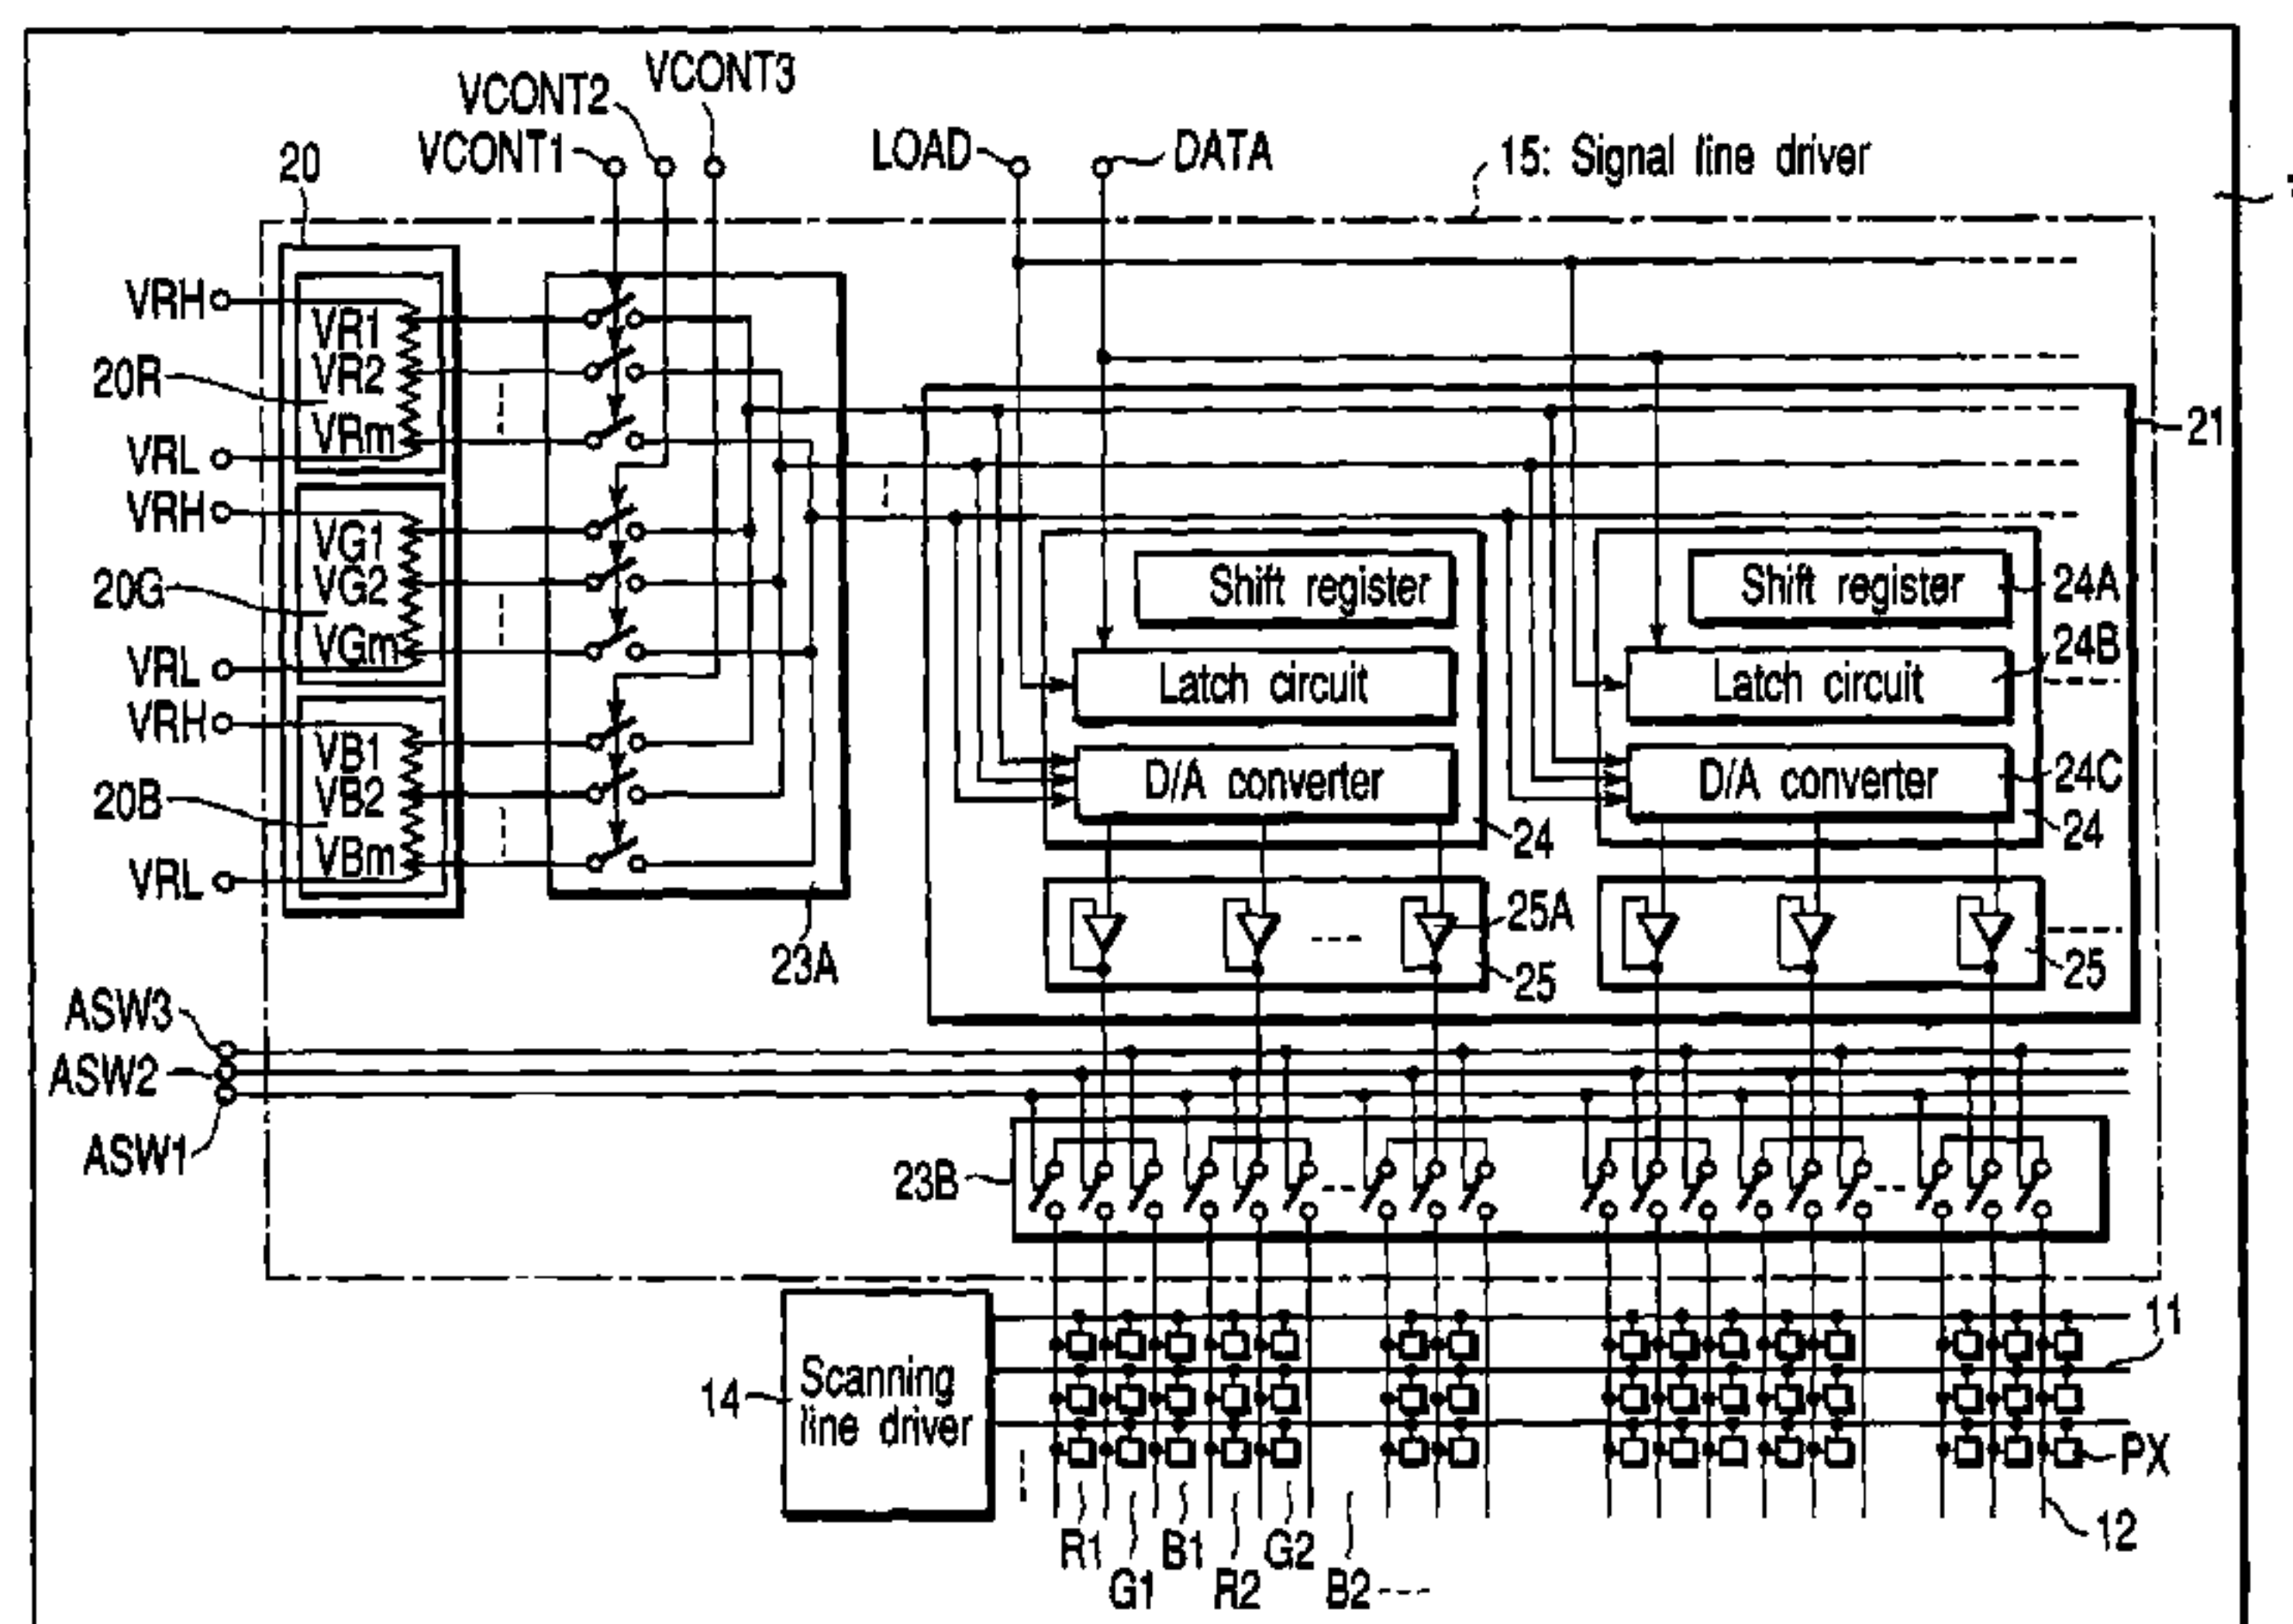 VCONT3
VCONT2
VCONT1
LOAD
DATA
15: Signal line driver
20
VRH
VR1
VR2
20R
VRm
VRL
21
VRH
VG1
VG2
20G
VGm
VRL
Shift register
Shift register
24A
Latch circuit
Latch circuit
24B
VRH
VB1
VB2
20B
VBm
VRL
D/A converter
D/A converter
24C
24
24
23A
25A
25
25
ASW3
ASW2
ASW1
23B
11
14
Scanning
line driver
PX
12
R1
G1
B1
R2
G2
B2